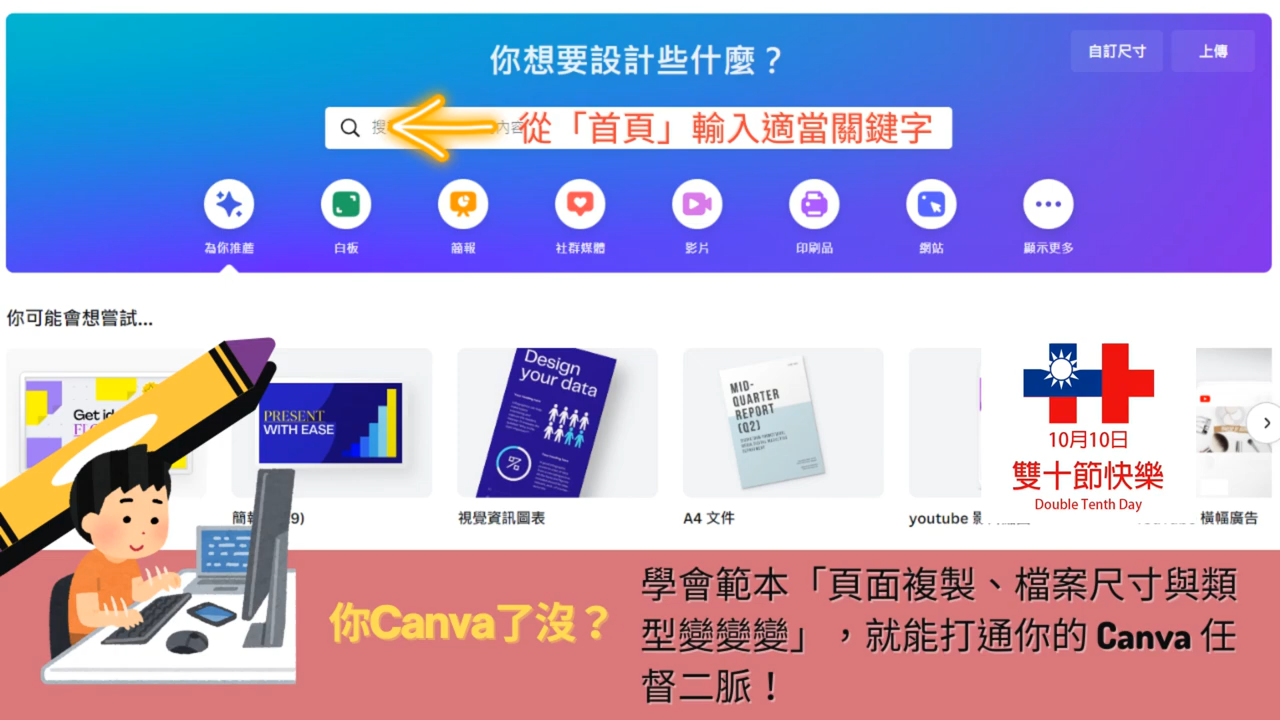 你想要設計些什麼？
自訂尺寸
上傳
搜
內容
從「首頁」輸入適當關鍵字
為你推薦
白板
簡報
社群媒體
影片
印刷品
網站
顯示更多
你可能會想嘗試...
Get id
PRESENT
WITH EASE
Design
your data
MID-
QUARTER
REPORT
(Q2)
10月10日
雙十節快樂
Double Tenth Day
9)
視覺資訊圖表
A4 文件
youtube
橫幅廣告
你Canva了沒？
學會範本「頁面複製、檔案尺寸與類
型變變變」，就能打通你的 Canva 任
督二脈！